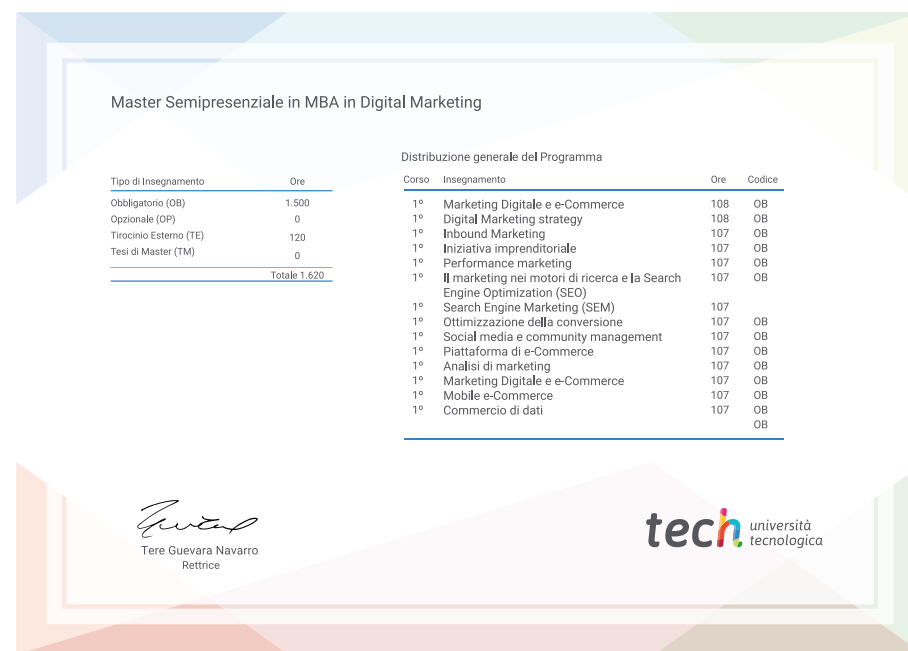 Master Semipresenziale in MBA in Digital Marketing
Tipo di Insegnamento Ore
Obbligatorio (OB) 1.500
Opzionale (OP) 0
Tirocinio Esterno (TE) 120
Tesi di Master (TM) 0
Totale 1.620
Distribuzione generale del Programma
Corso Insegnamento Ore Codice
1º Marketing Digitale e e-Commerce 108 OB
1º Digital Marketing strategy 108 OB
1º Inbound Marketing 107 OB
1º Iniziativa imprenditoriale 107 OB
1º Performance marketing 107 OB
1º Il marketing nei motori di ricerca e la Search 107 OB
Engine Optimization (SEO)
1º Search Engine Marketing (SEM) 107
1º Ottimizzazione della conversione 107 OB
1º Social media e community management 107 OB
1º Piattaforma di e-Commerce 107 OB
1º Analisi di marketing 107 OB
1º Marketing Digitale e e-Commerce 107 OB
1º Mobile e-Commerce 107 OB
1º Commercio di dati 107 OB
OB
Tere Guevara Navarro
Rettrice
tech università
tecnologica